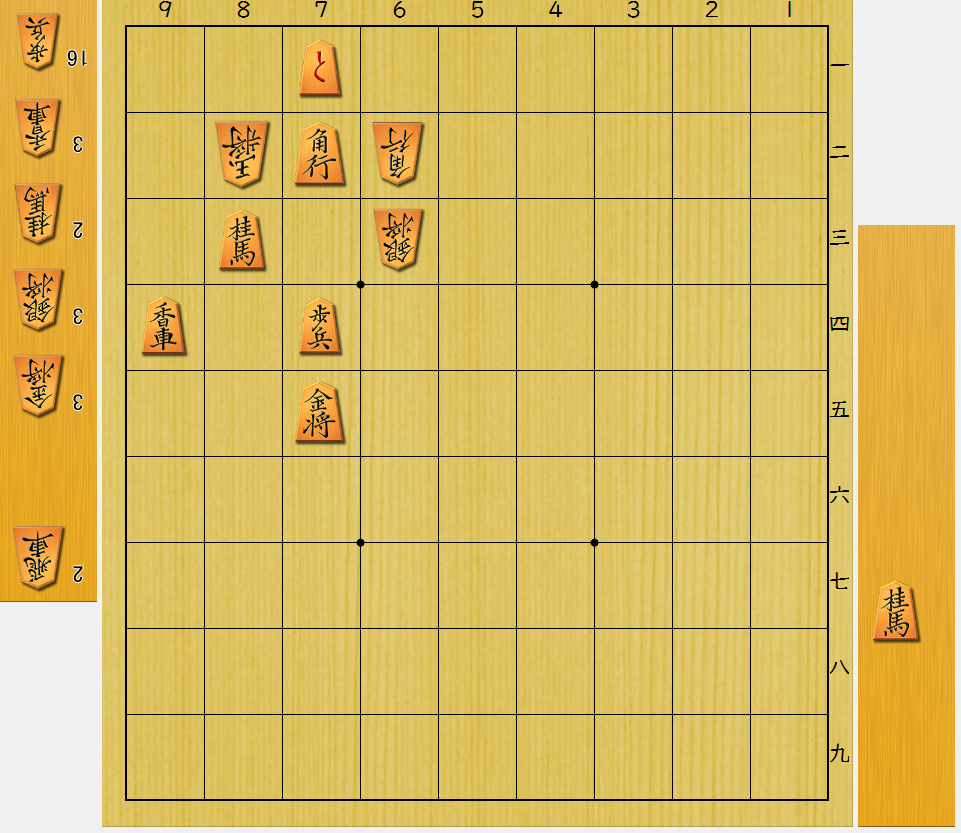 9 8 7 6 5 4 3 2 1
一
二
三
四
五
六
七
八
九
と
玉将 角行 角行
桂馬 銀将
香車 歩兵
金将
歩兵 16
香車 3
桂馬 2
銀将 3
金将 3
飛車 2
桂馬